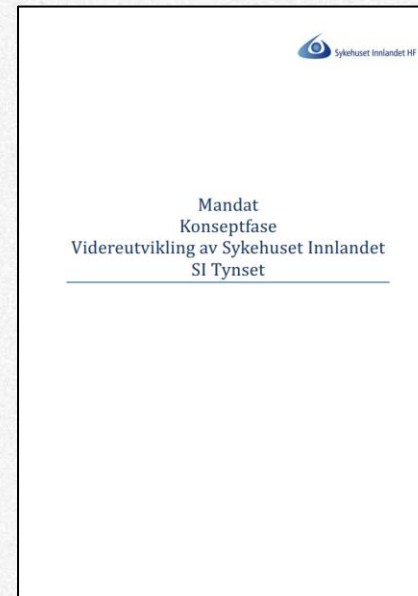 Sykehuset Innlandet HF
Mandat
Konseptfase
Videreutvikling av Sykehuset Innlandet
SI Tynset